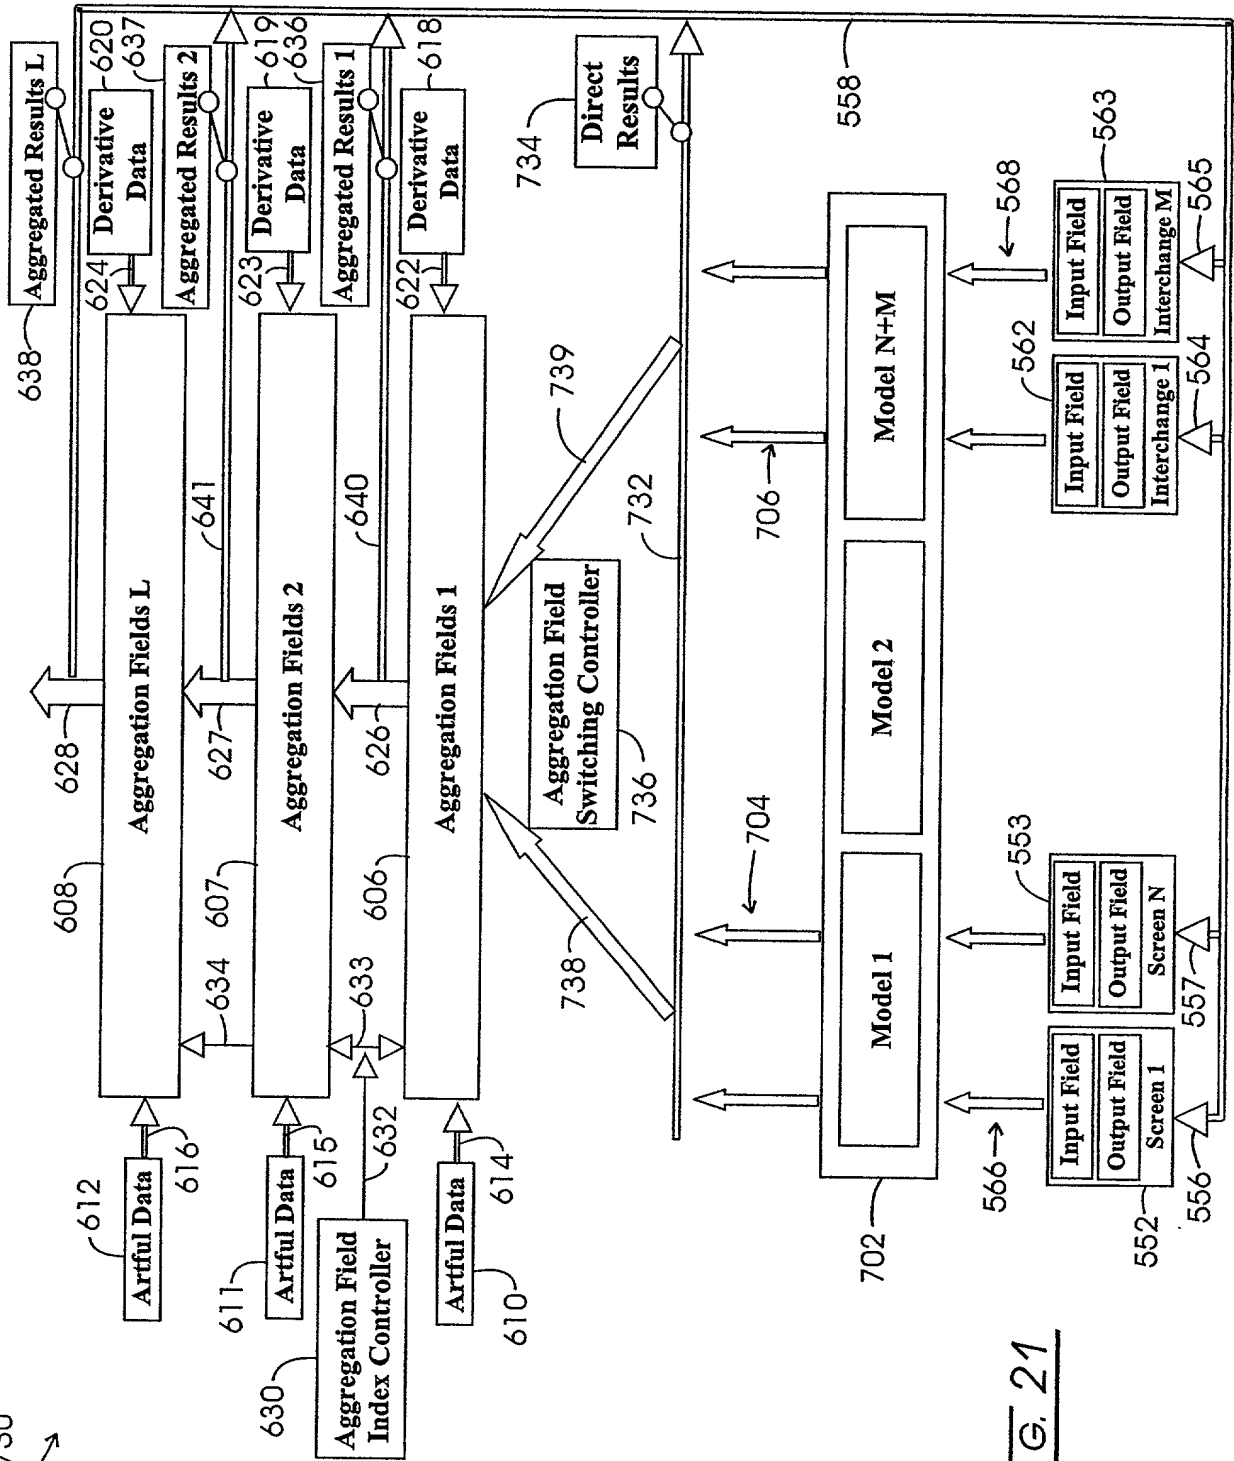 730
638
Aggregated Results L
628
608
Aggregation Fields L
624
Derivative
Data
620
612
Artful Data
616
634
641
637
Aggregated Results 2
627
607
Aggregation Fields 2
623
Derivative
Data
619
611
Artful Data
615
633
640
636
Aggregated Results 1
632
630
Aggregation Field
Index Controller
626
606
Aggregation Fields 1
622
Derivative
Data
618
610
Artful Data
614
738
739
Aggregation Field
Switching Controller
736
734
Direct
Results
732
704
706
558
702
Model 1
Model 2
Model N+M
566
568
552
Input Field
Output Field
Screen 1
556
553
Input Field
Output Field
Screen N
557
562
Input Field
Output Field
Interchange 1
564
563
Input Field
Output Field
Interchange M
565
G. 21